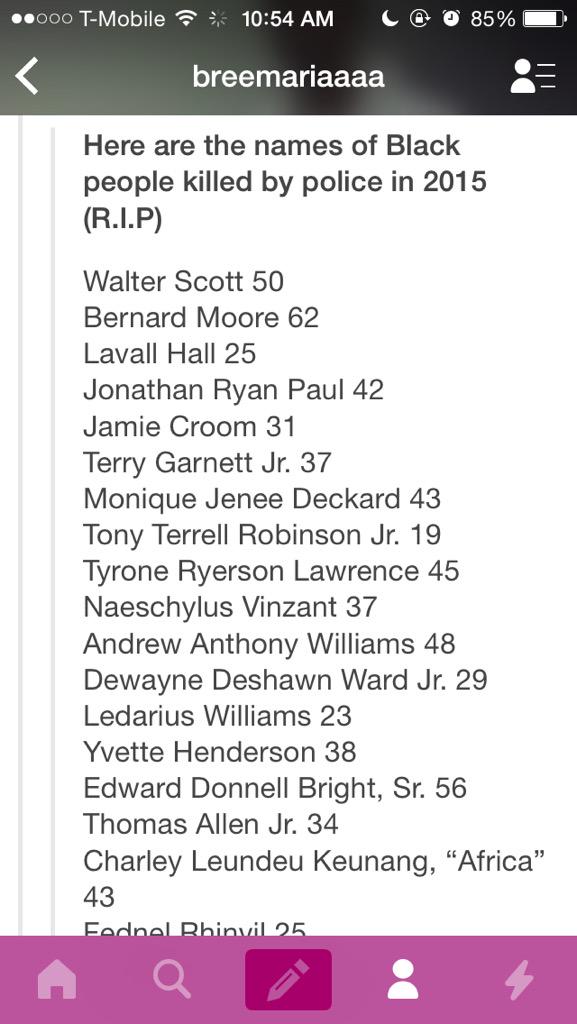 T-Mobile 10:54 AM 85%
breemariaaaa
Here are the names of Black
people killed by police in 2015
(R.I.P)
Walter Scott 50
Bernard Moore 62
Lavall Hall 25
Jonathan Ryan Paul 42
Jamie Croom 31
Terry Garnett Jr. 37
Monique Jenee Deckard 43
Tony Terrell Robinson Jr. 19
Tyrone Ryerson Lawrence 45
Naeschylus Vinzant 37
Andrew Anthony Williams 48
Dewayne Deshawn Ward Jr. 29
Ledarius Williams 23
Yvette Henderson 38
Edward Donnell Bright, Sr. 56
Thomas Allen Jr. 34
Charley Leundeu Keunang, “Africa”
43
Fednel Rhinvil 25